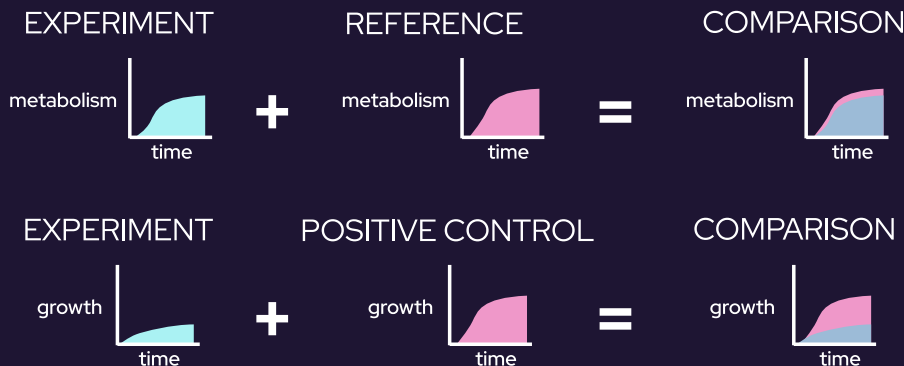 EXPERIMENT REFERENCE COMPARISON
metabolism + metabolism = metabolism
time time time
EXPERIMENT POSITIVE CONTROL COMPARISON
growth + growth = growth
time time time